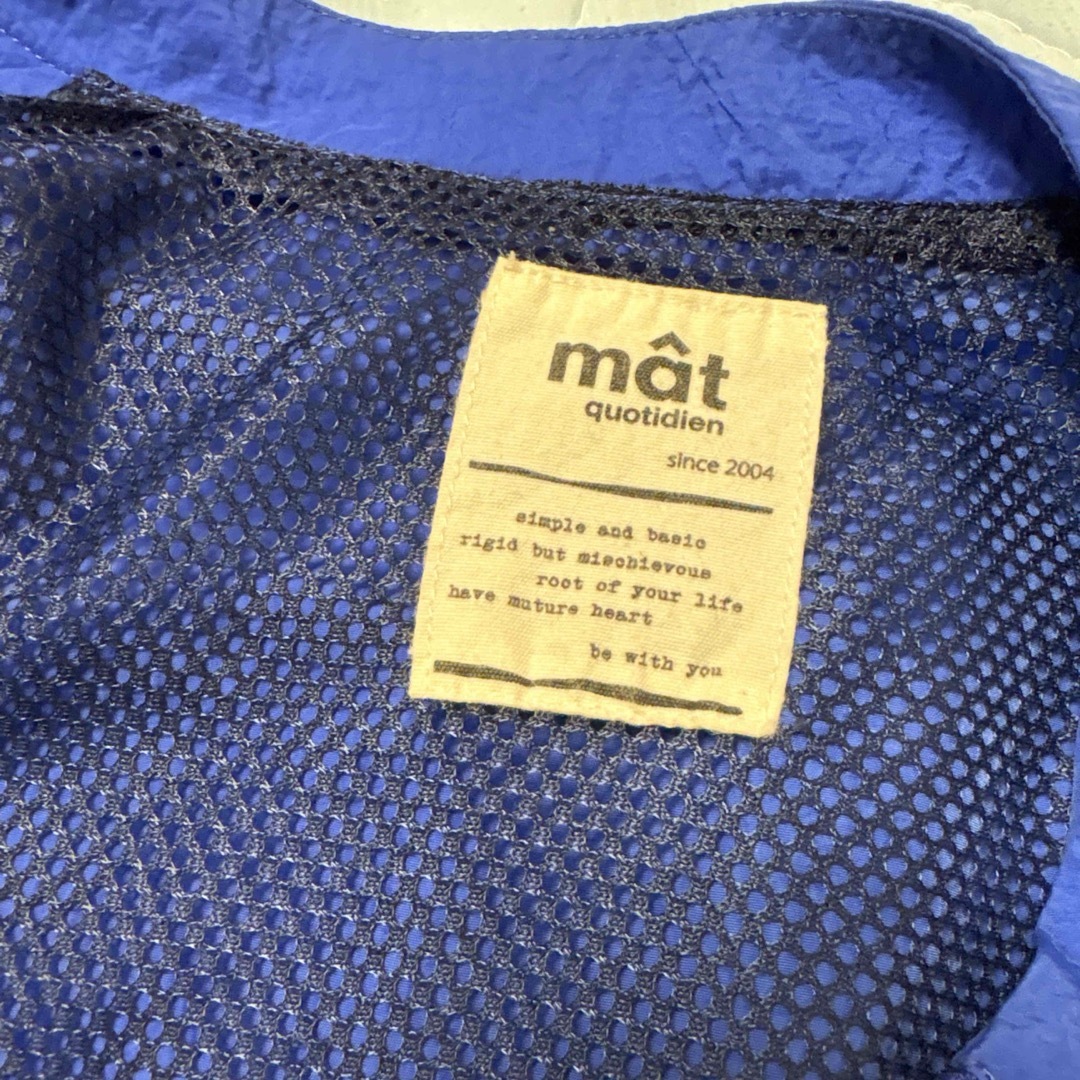 mât
quotidien
since 2004
simple and basic
rigid but mischievous
root of your life
have muture heart
be with you